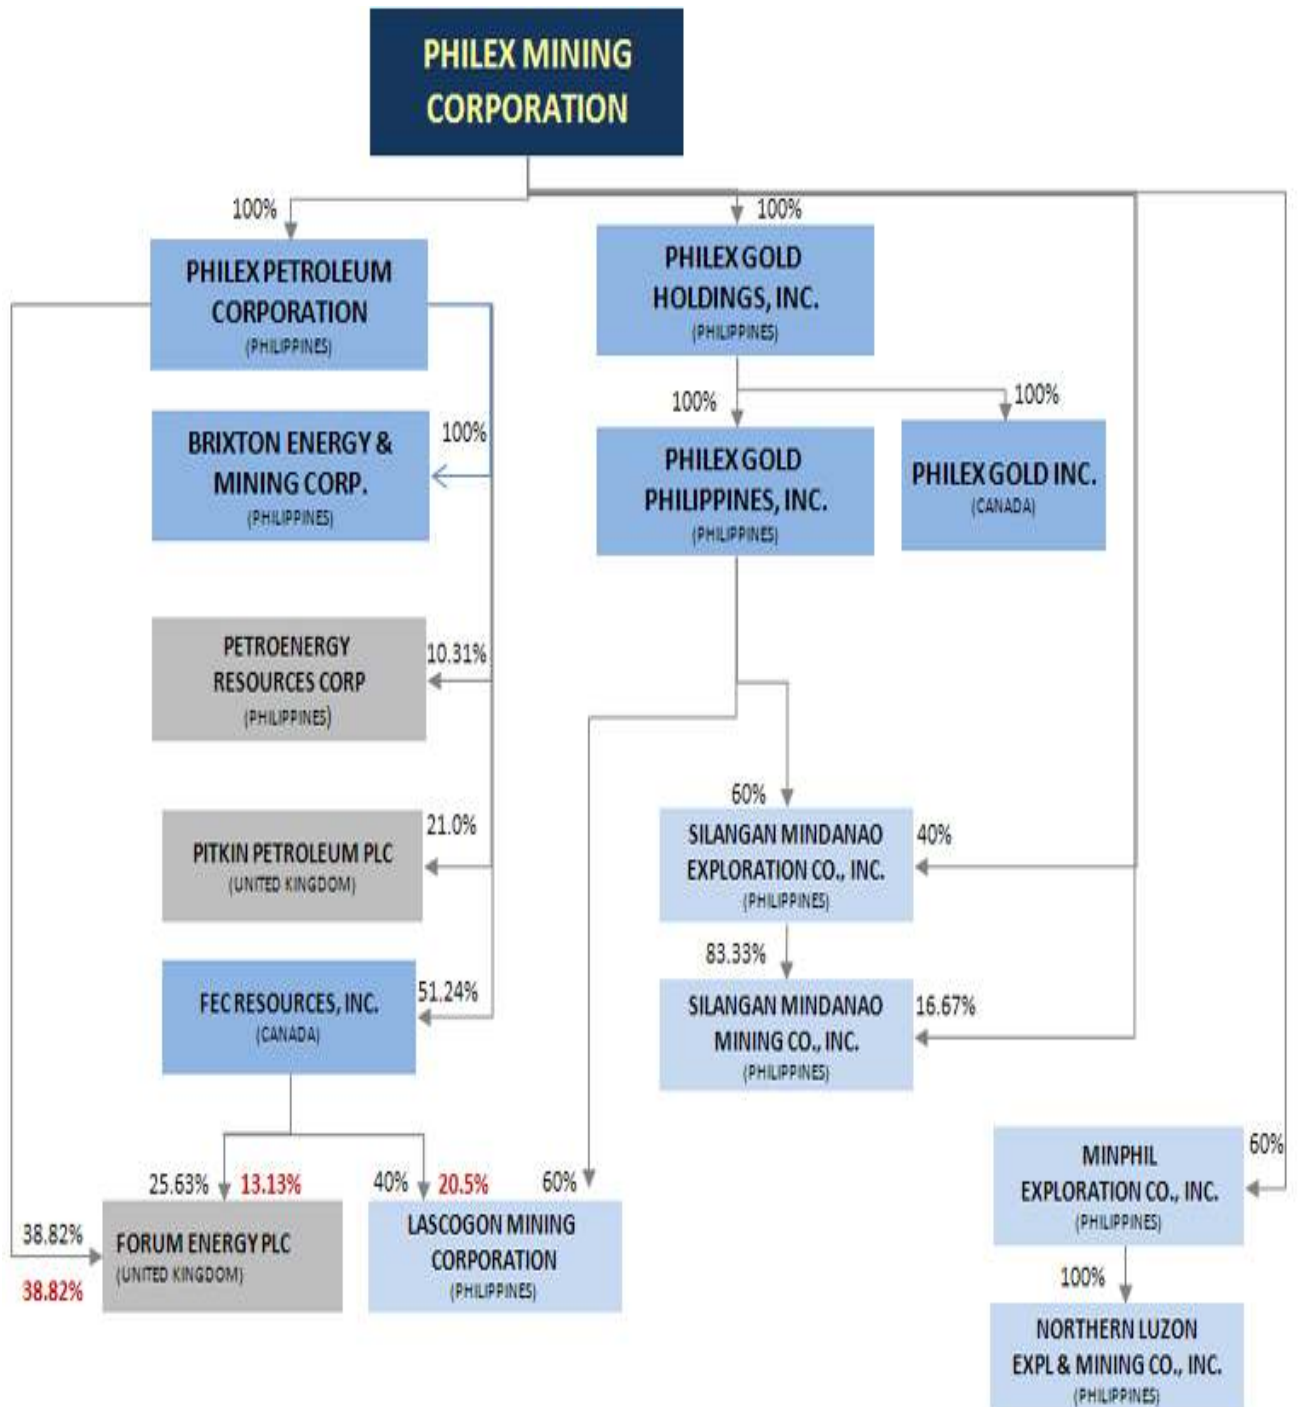 PHILEX MINING
CORPORATION
100%
PHILEX PETROLEUM
CORPORATION
(PHILIPPINES)
100%
PHILEX GOLD
HOLDINGS, INC.
(PHILIPPINES)
100%
BRIXTON ENERGY &
MINING CORP.
(PHILIPPINES)
100%
PHILEX GOLD
PHILIPPINES, INC.
(PHILIPPINES)
100%
PHILEX GOLD INC.
(CANADA)
10.31%
PETROENERGY
RESOURCES CORP
(PHILIPPINES)
21.0%
PITKIN PETROLEUM PLC
(UNITED KINGDOM)
60%
SILANGAN MINDANAO
EXPLORATION CO., INC.
(PHILIPPINES)
40%
51.24%
FEC RESOURCES, INC.
(CANADA)
83.33%
SILANGAN MINDANAO
MINING CO., INC.
(PHILIPPINES)
16.67%
25.63% 13.13%
38.82%
38.82%
FORUM ENERGY PLC
(UNITED KINGDOM)
40% 20.5% 60%
LASCOGON MINING
CORPORATION
(PHILIPPINES)
60%
MINPHIL
EXPLORATION CO., INC.
(PHILIPPINES)
100%
NORTHERN LUZON
EXPL & MINING CO., INC.
(PHILIPPINES)